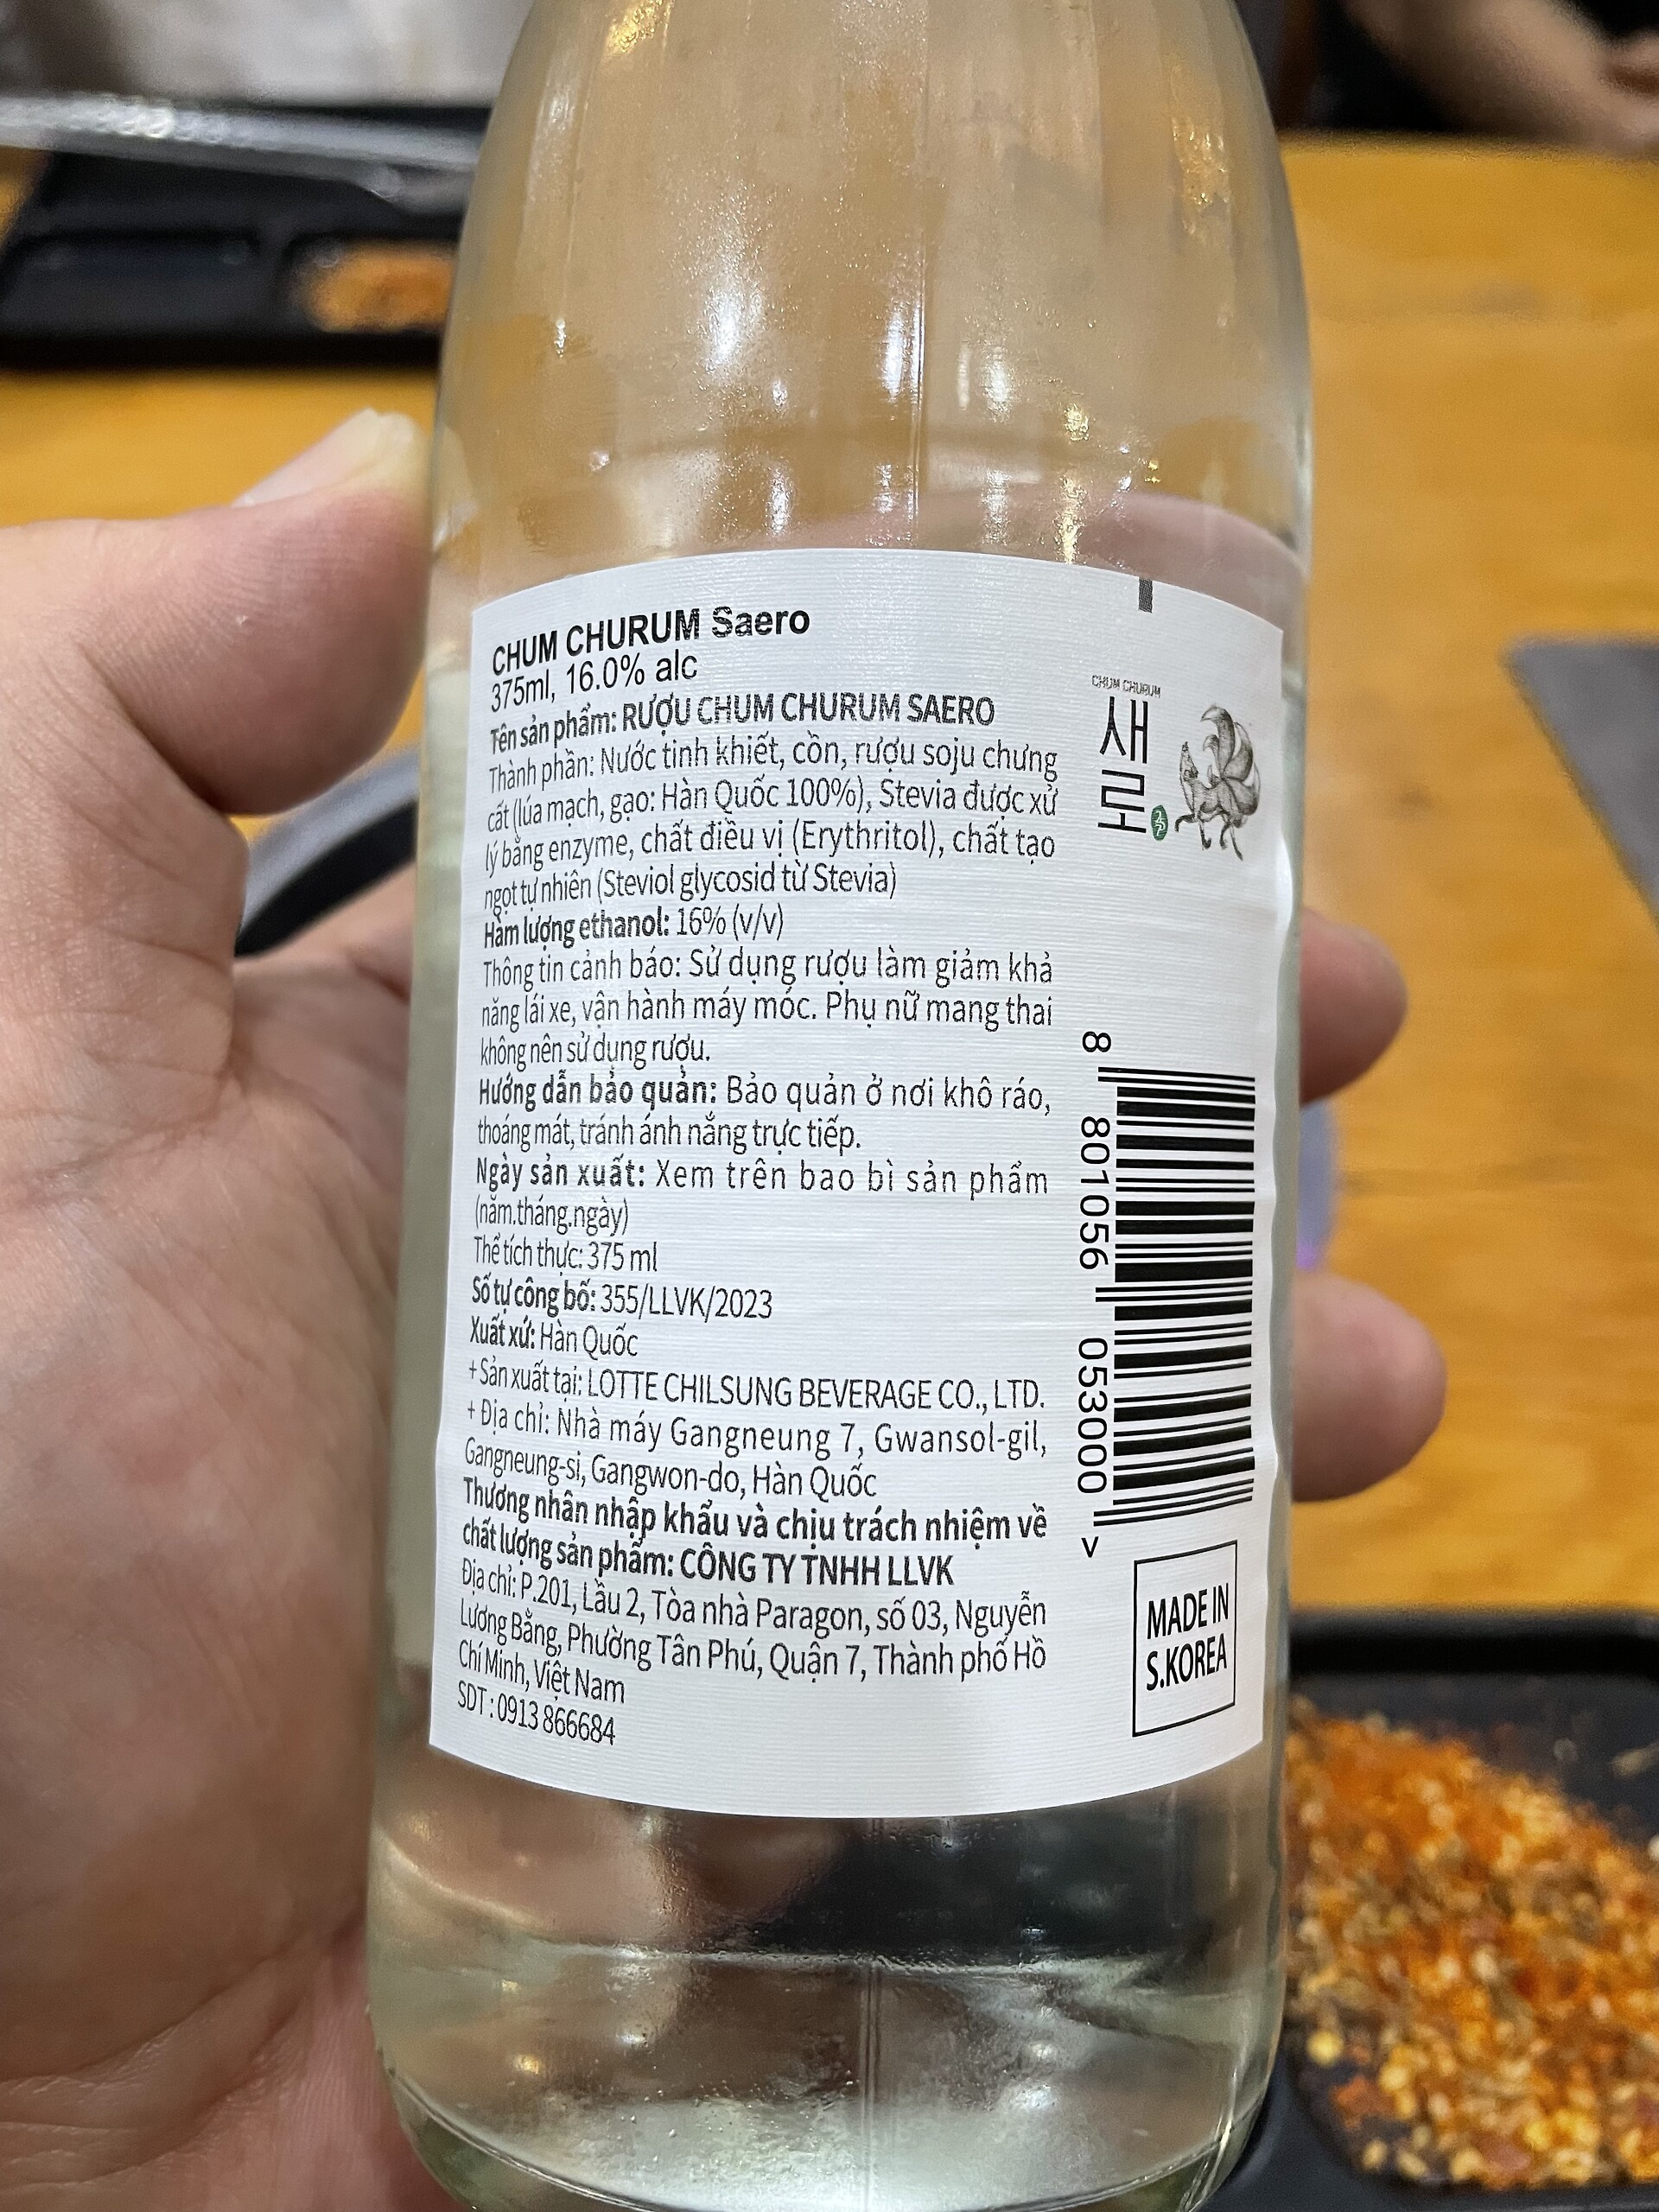 CHUM CHURUM Saero
375ml, 16.0% alc
Tên sản phẩm: RƯỢU CHUM CHURUM SAERO
Thành phần: Nước tinh khiết, cồn, rượu soju chưng
cất (lúa mạch, gạo: Hàn Quốc 100%), Stevia được xử
lý bằng enzyme, chất điều vị (Erythritol), chất tạo
ngọt tự nhiên (Steviol glycosid từ Stevia)
Hàm lượng ethanol: 16% (v/v)
Thông tin cảnh báo: Sử dụng rượu làm giảm khả
năng lái xe, vận hành máy móc. Phụ nữ mang thai
không nên sử dụng rượu.
Hướng dẫn bảo quản: Bảo quản ở nơi khô ráo,
thoáng mát, tránh ánh nắng trực tiếp.
Ngày sản xuất: Xem trên bao bì sản phẩm
(năm.tháng.ngày)
Thể tích thực: 375 ml
Số tự công bố: 355/LLVK/2023
Xuất xứ: Hàn Quốc
+ Sản xuất tại: LOTTE CHILSUNG BEVERAGE CO., LTD.
+ Địa chỉ: Nhà máy Gangneung 7, Gwansol-gil,
Gangneung-si, Gangwon-do, Hàn Quốc
Thương nhân nhập khẩu và chịu trách nhiệm về
chất lượng sản phẩm: CÔNG TY TNHH LLVK
Địa chỉ: P.201, Lầu 2, Tòa nhà Paragon, số 03, Nguyễn
Lương Bằng, Phường Tân Phú, Quận 7, Thành phố Hồ
Chí Minh, Việt Nam
SDT : 0913 866684
CHUM CHURUM
새로
8 801056 053000 >
MADE IN
S.KOREA